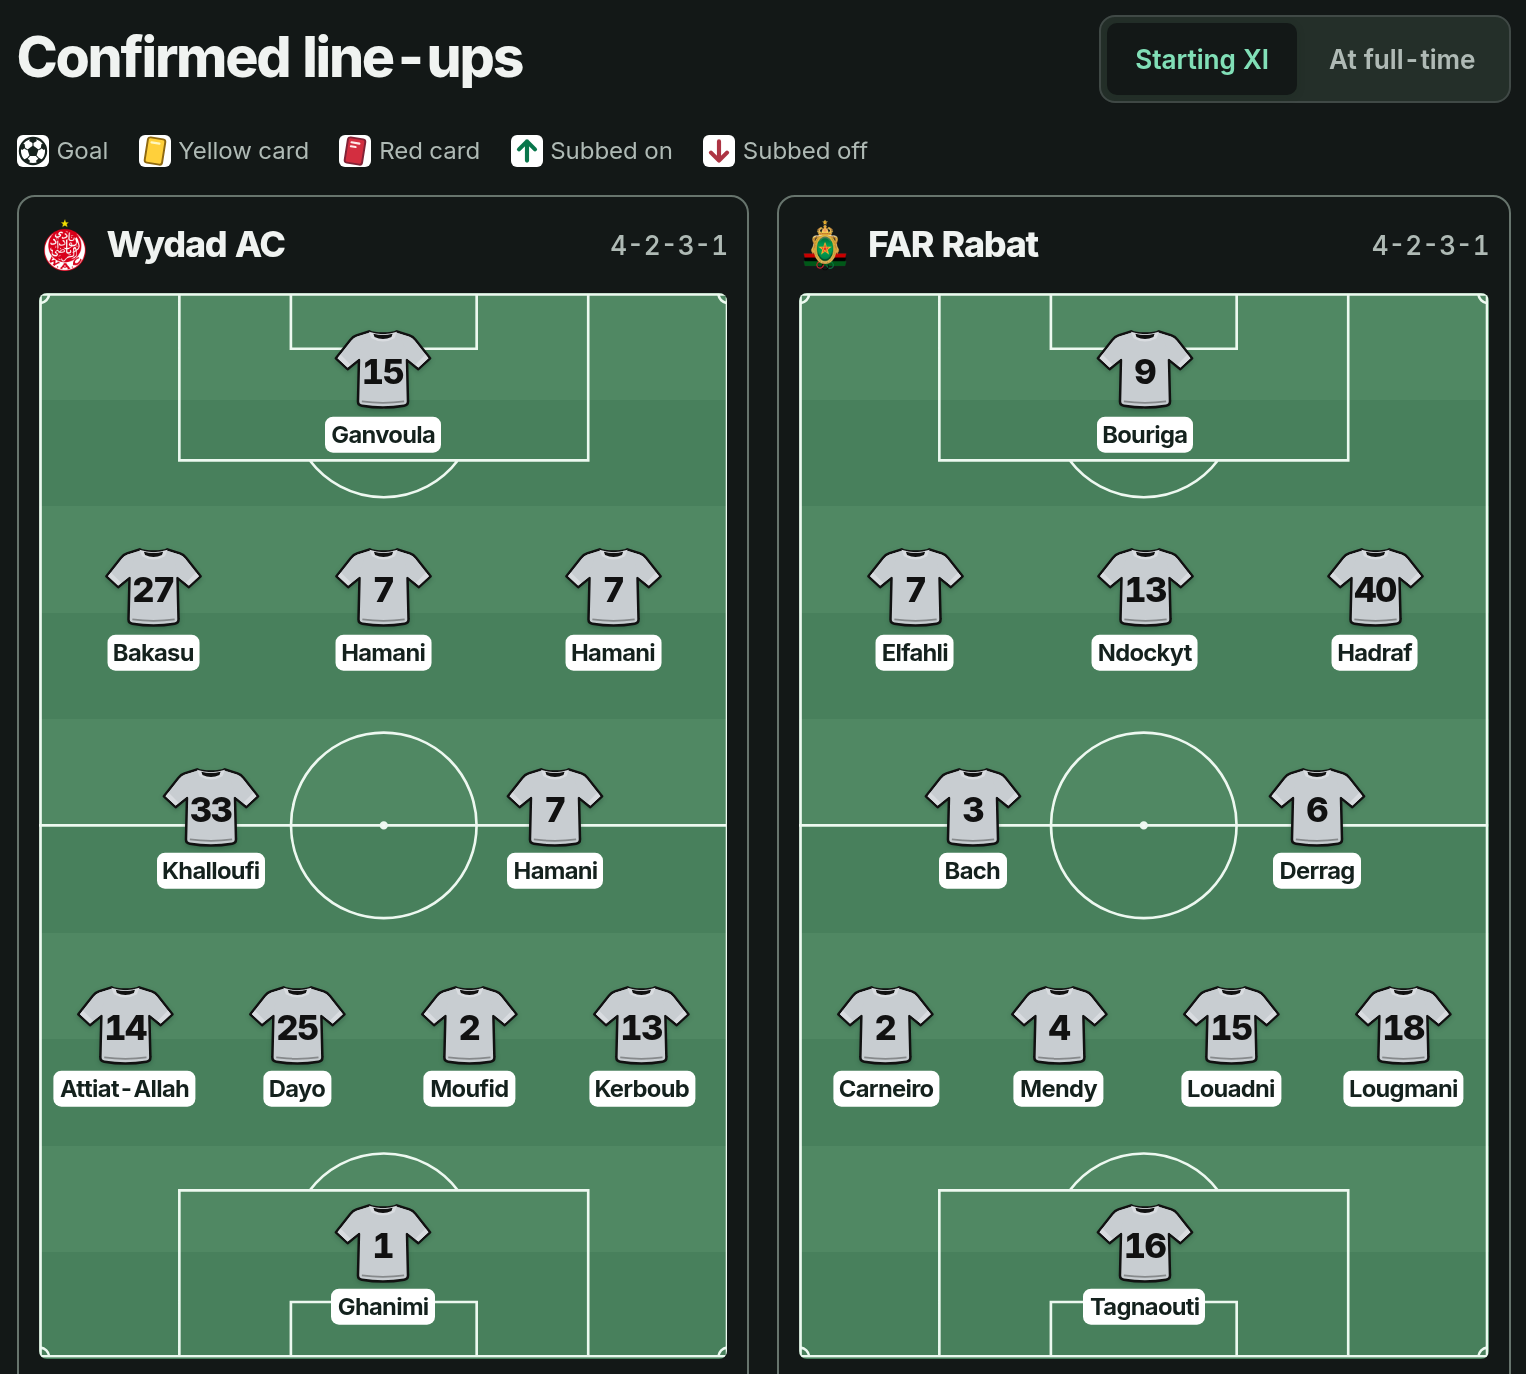 Confirmed line-ups
Starting XI
At full-time
Goal
Yellow card
Red card
Subbed on
Subbed off
Wydad AC
4-2-3-1
15
Ganvoula
27
7
7
Bakasu
Hamani
Hamani
33
7
Khalloufi
Hamani
14
25
2
13
Attiat-Allah
Dayo
Moufid
Kerboub
1
Ghanimi
FAR Rabat
4-2-3-1
9
Bouriga
7
13
40
Elfahli
Ndockyt
Hadraf
3
6
Bach
Derrag
2
4
15
18
Carneiro
Mendy
Louadni
Lougmani
16
Tagnaouti